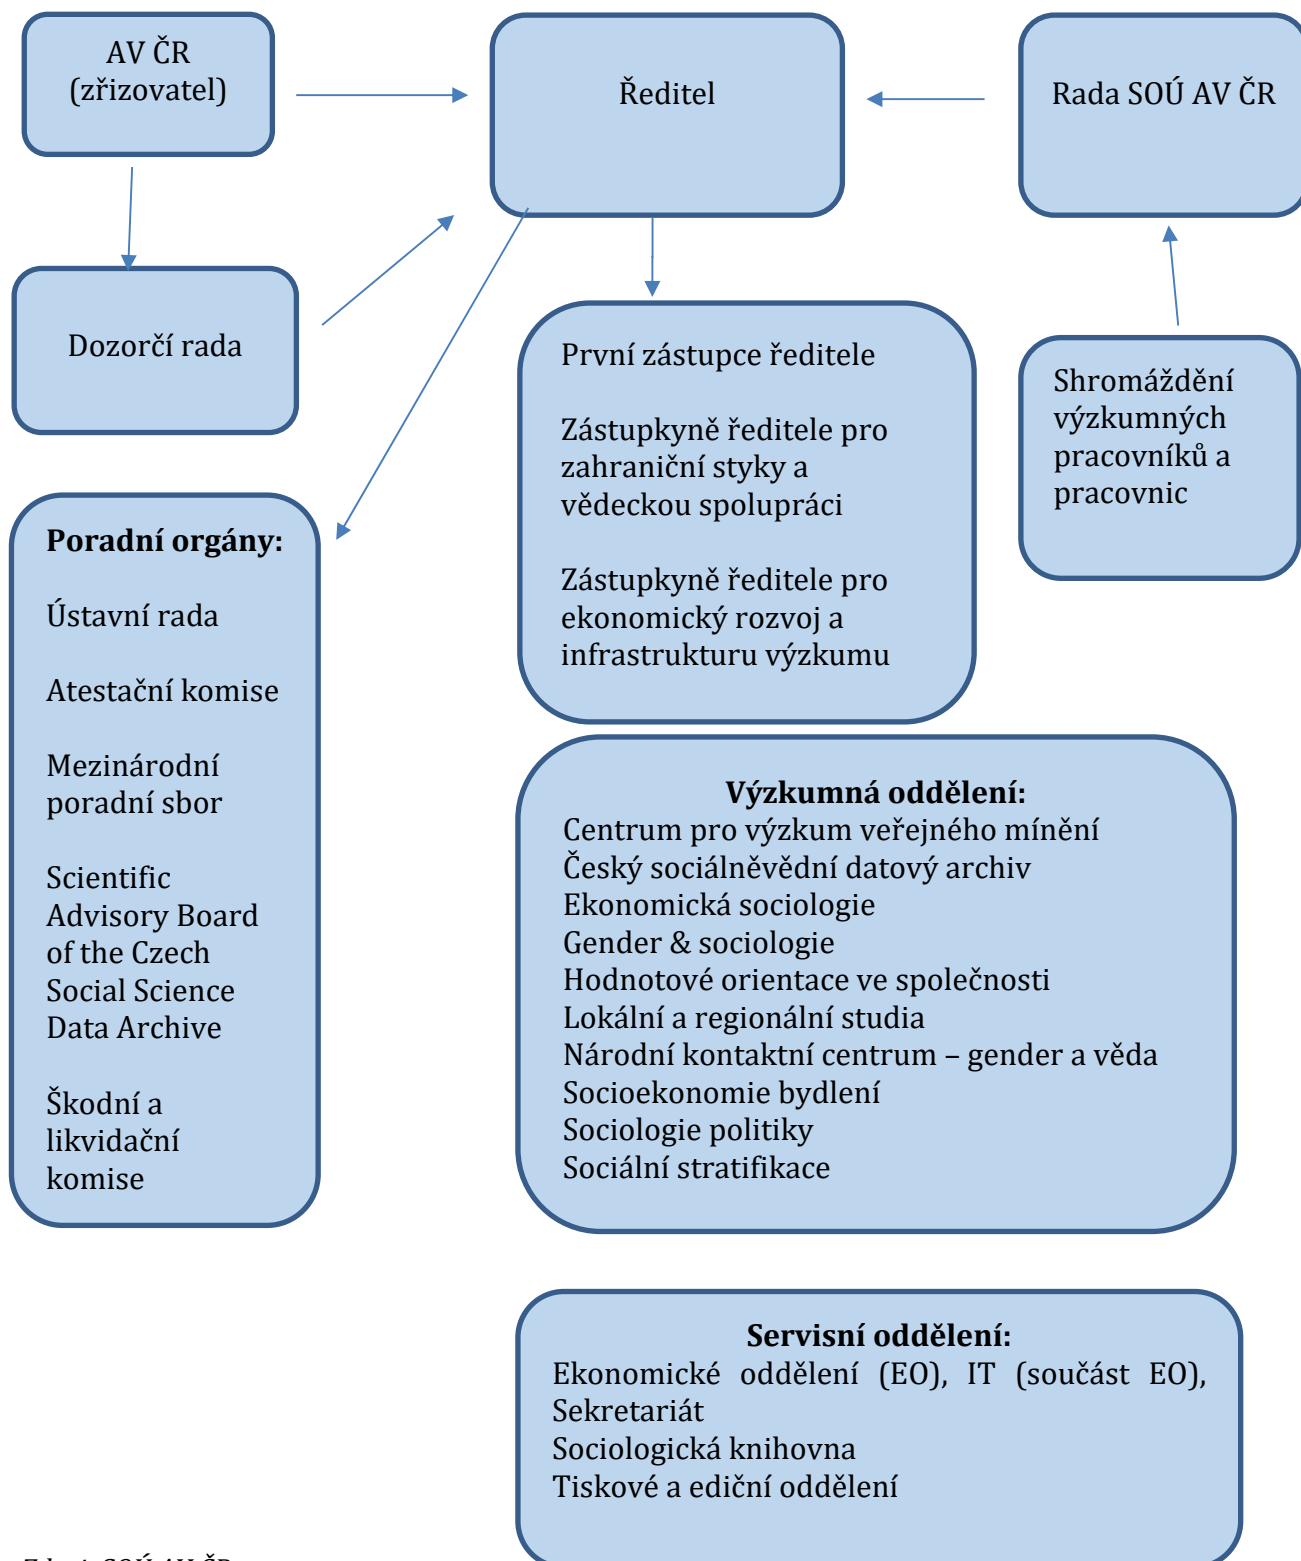 AV ČR
(zřizovatel)
Ředitel
Rada SOÚ AV ČR
Dozorčí rada
První zástupce ředitele
Zástupkyně ředitele pro
zahraniční styky a
vědeckou spolupráci
Zástupkyně ředitele pro
ekonomický rozvoj a
infrastrukturu výzkumu
Shromáždění
výzkumných
pracovníků a
pracovnic
Poradní orgány:
Ústavní rada
Atestační komise
Mezinárodní
poradní sbor
Scientific
Advisory Board
of the Czech
Social Science
Data Archive
Škodní a
likvidační
komise
Výzkumná oddělení:
Centrum pro výzkum veřejného mínění
Český sociálněvědní datový archiv
Ekonomická sociologie
Gender & sociologie
Hodnotové orientace ve společnosti
Lokální a regionální studia
Národní kontaktní centrum – gender a věda
Socioekonomie bydlení
Sociologie politiky
Sociální stratifikace
Servisní oddělení:
Ekonomické oddělení (EO), IT (součást EO),
Sekretariát
Sociologická knihovna
Tiskové a ediční oddělení
SOÚ AV ČR